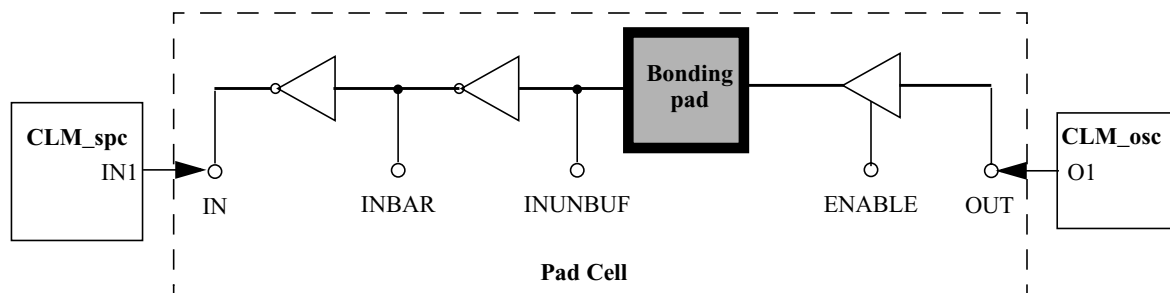 Bonding
pad
CLM_spc
IN1
CLM_osc
O1
IN
INBAR
INUNBUF
ENABLE
OUT
Pad Cell